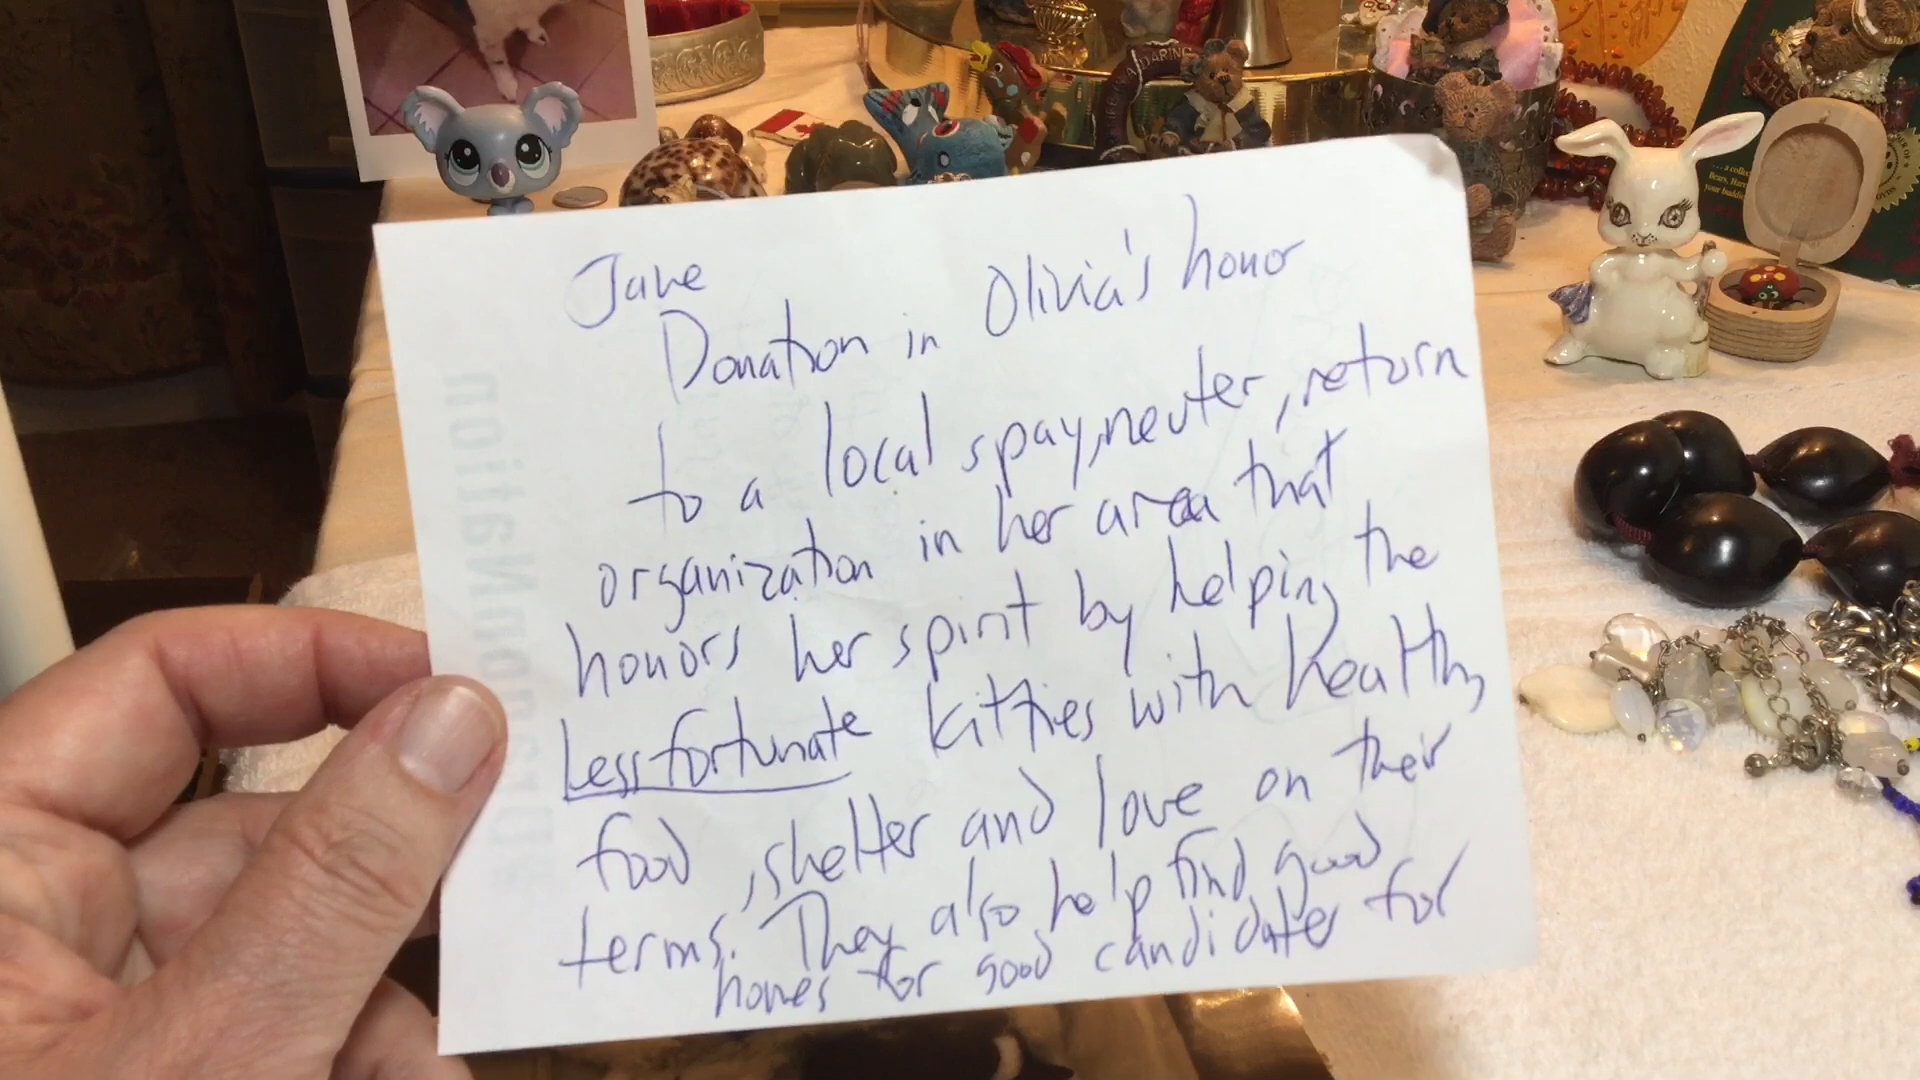 Jane
Donation in Olivia's honor
to a local spay, neuter, return
organization in her area that
honors her spirit by helping the
Less fortunate kitties with health,
food, shelter and love on their
terms. They also help find good
homes for good candidates for